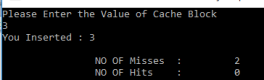 Please Enter the Value of Cache Block
3
You Inserted : 3
NO OF Misses : 2
NO OF Hits : 0